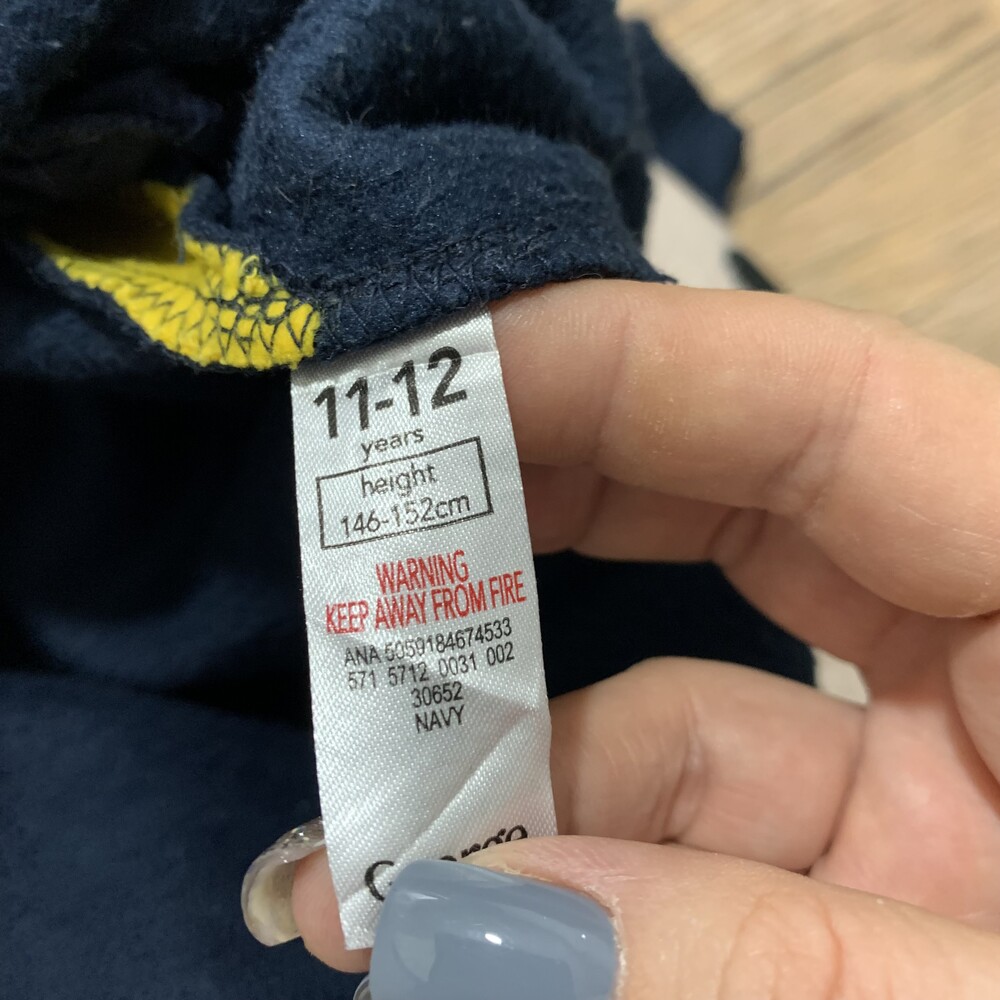 11-12
years
height
146-152cm
WARNING
KEEP AWAY FROM FIRE
ANA 5059184674533
571 5712 0031 002
30652
NAVY